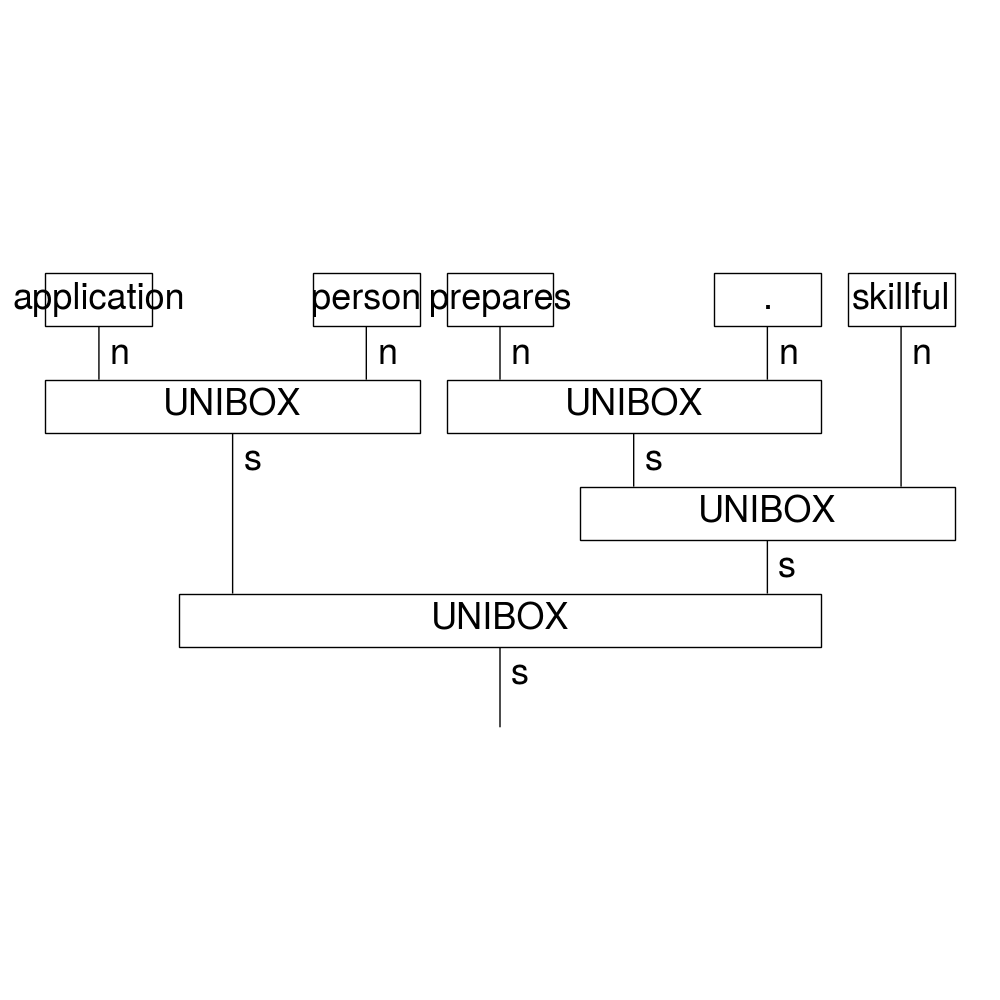 application person prepares . skillful
n n n n n
UNIBOX UNIBOX
s s
UNIBOX
s
UNIBOX
s